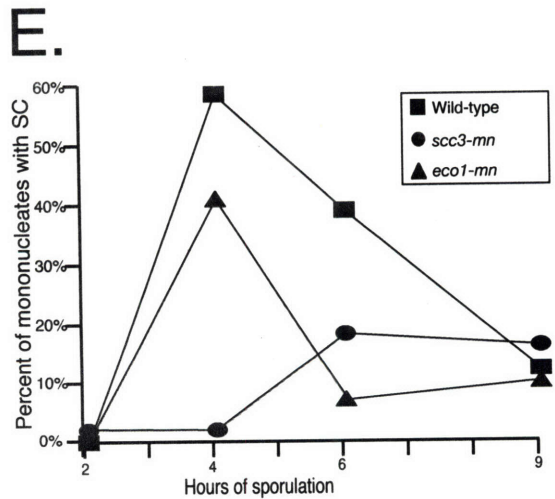 E.
60%
50%
40%
30%
20%
10%
0%
Percent of mononucleates with SC
Wild-type
scc3-mn
eco1-mn
2 4 6 9
Hours of sporulation